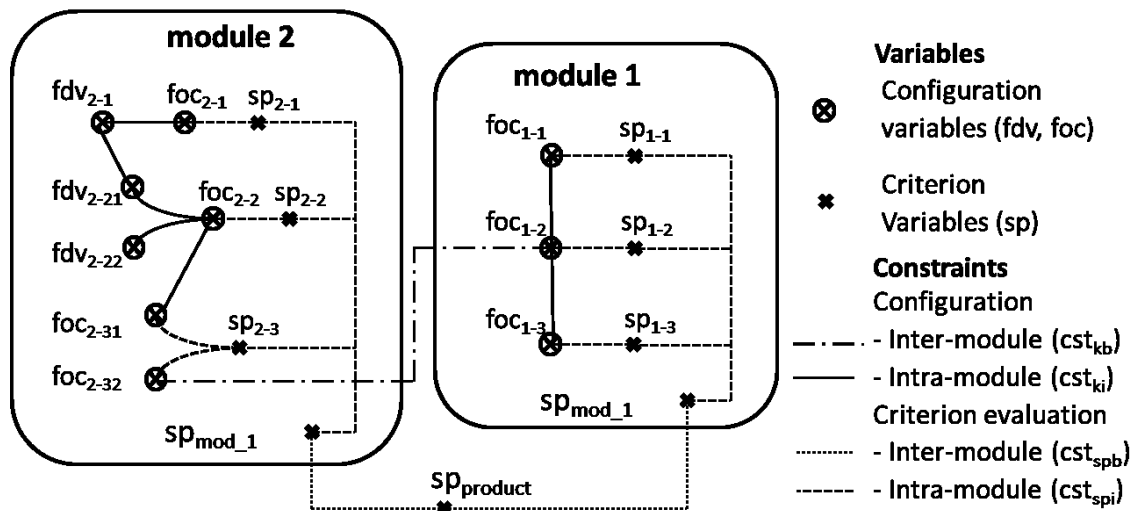 module 2
fdv2-1
foc2-1
sp2-1
fdv2-21
foc2-2
sp2-2
fdv2-22
foc2-31
sp2-3
foc2-32
spmod_1
module 1
foc1-1
sp1-1
foc1-2
sp1-2
foc1-3
sp1-3
spmod_1
spproduct
Variables
Configuration
variables (fdv, foc)
Criterion
Variables (sp)
Constraints
Configuration
- Inter-module (cstkb)
- Intra-module (cstki)
Criterion evaluation
- Inter-module (cstspb)
- Intra-module (cstspi)